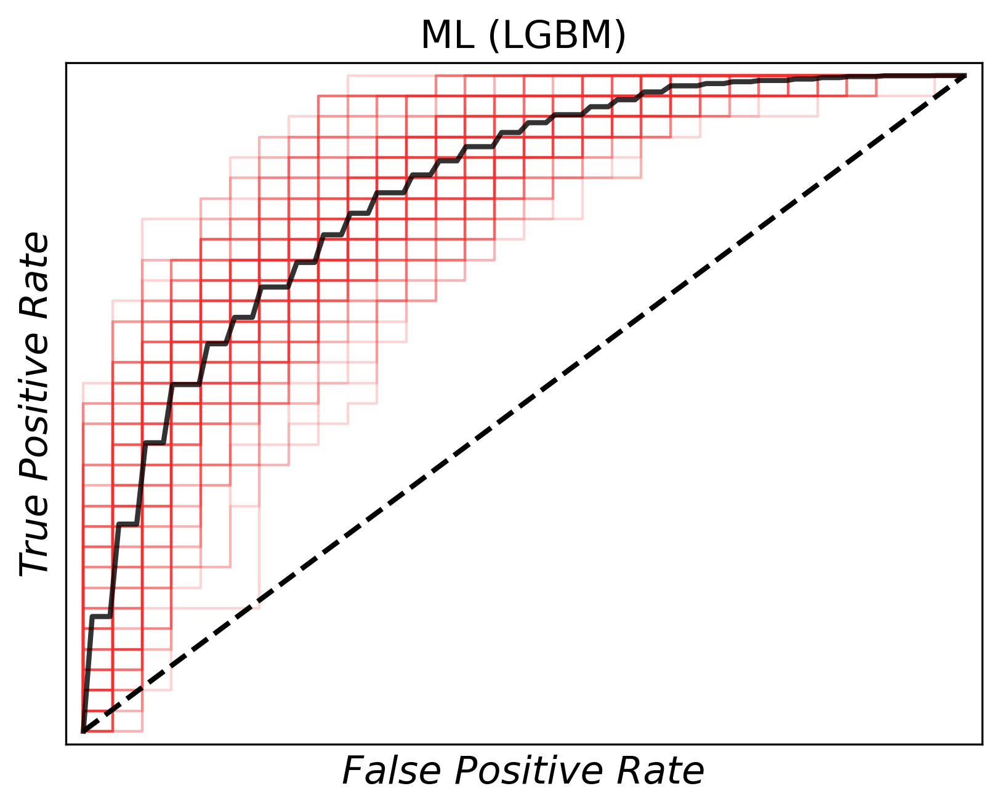 ML (LGBM)
True Positive Rate
False Positive Rate